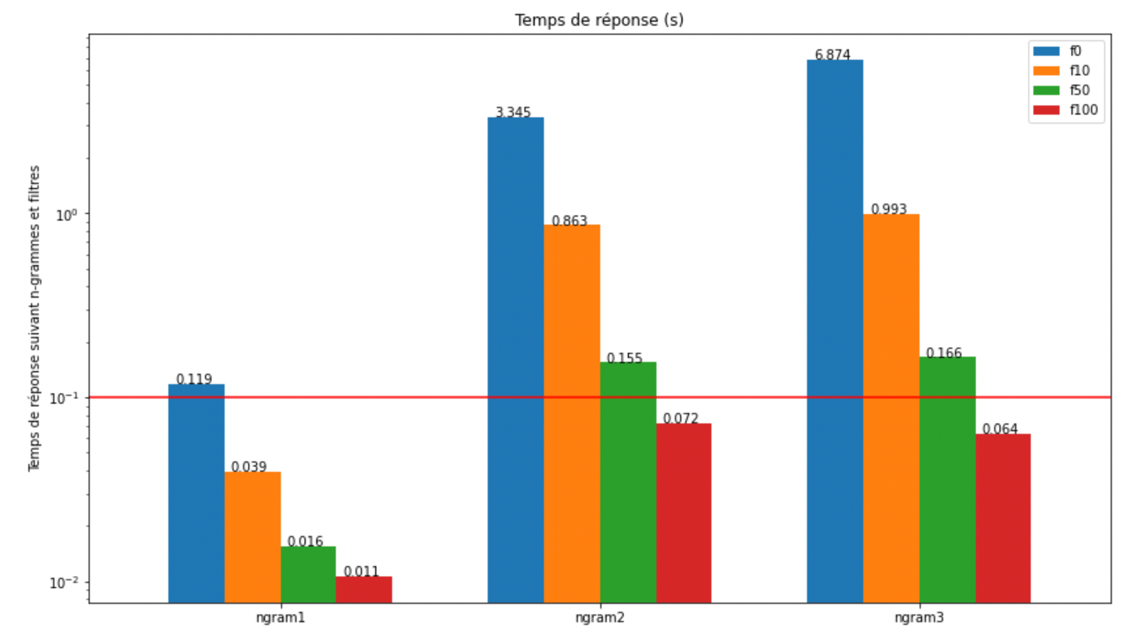 Temps de réponse (s)
f0
f10
f50
f100
Temps de réponse suivant n-grammes et filtres
10⁰
10⁻¹
10⁻²
0.119
0.039
0.016
0.011
3.345
0.863
0.155
0.072
6.874
0.993
0.166
0.064
ngram1
ngram2
ngram3